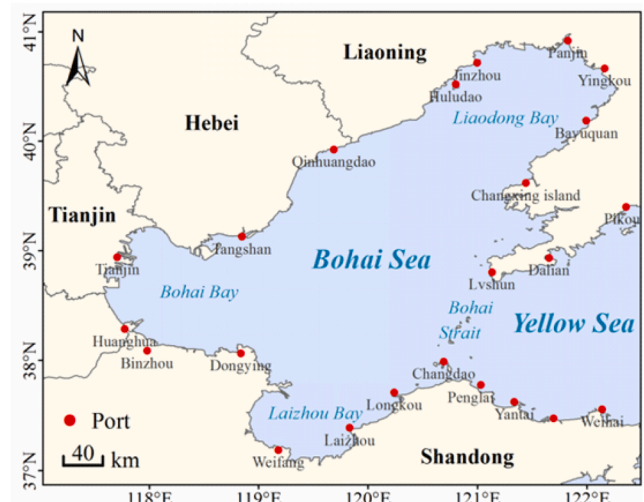 41°N
N
Liaoning
Panjin
Jinzhou
Yingkou
Huludao
Liaodong Bay
Hebei
Bayuquan
40°N
Qinhuangdao
Changxing island
Tianjin
Pikou
Tangshan
39°N
Bohai Sea
Tianjin
Dalian
Lvshun
Bohai Bay
Bohai
Strait
Yellow Sea
Huanghua
38°N
Binzhou
Dongying
Changdao
Penglai
Longkou
Laizhou Bay
Yantai
Weihai
Port
Laizhou
40
km
Weifang
Shandong
37°N
118°E
119°E
120°E
121°E
122°E